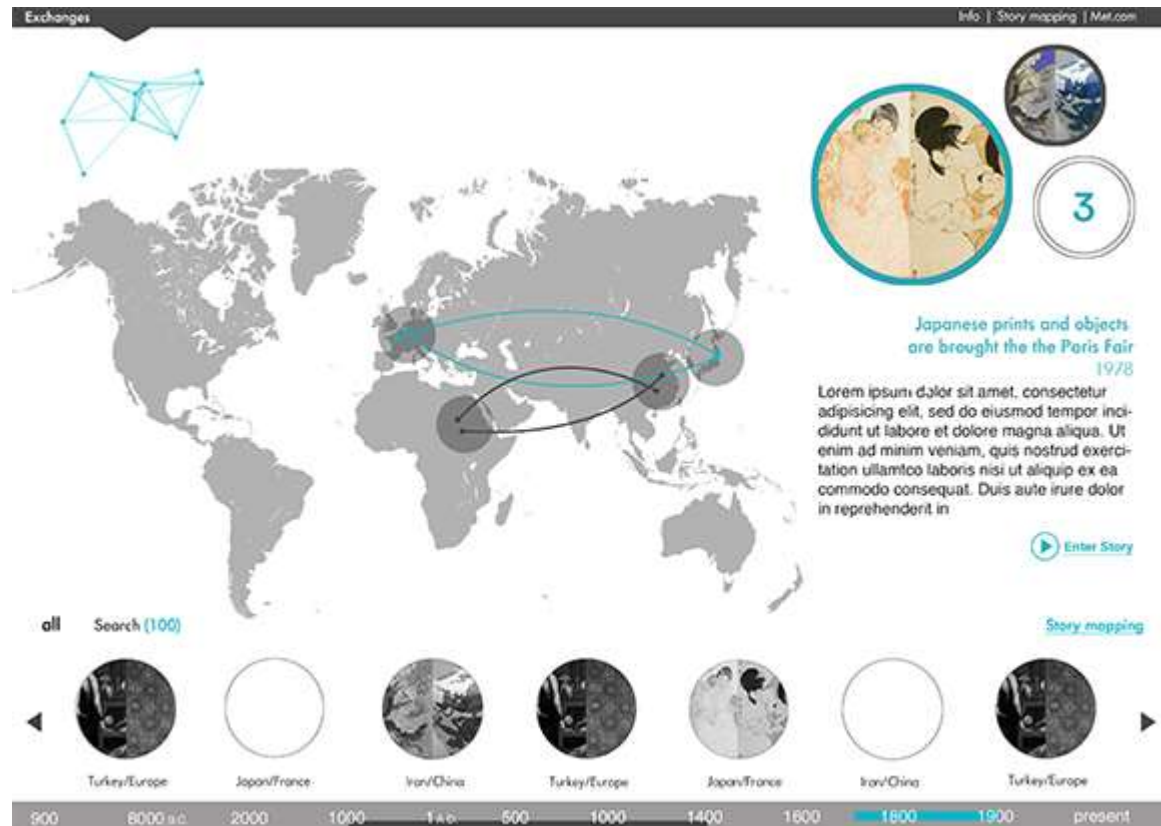 Exchanges
Info | Story mapping | Met.com
3
Japanese prints and objects
are brought the the Paris Fair
1978
Lorem ipsum dolor sit amet, consectetur
adipisicing elit, sed do eiusmod tempor inci-
didunt ut labore et dolore magna aliqua. Ut
enim ad minim veniam, quis nostrud exerci-
tation ullamtco laboris nisi ut aliquip ex ea
commodo consequat. Duis aute irure dolor
in reprehenderit in
Enter Story
all Search (100)
Story mapping
Turkey/Europe Japan/France Iran/China Turkey/Europe Japan/France Iran/China Turkey/Europe
900 8000 B.C. 2000 1000 1 A.D. 500 1000 1400 1600 1800 1900 present